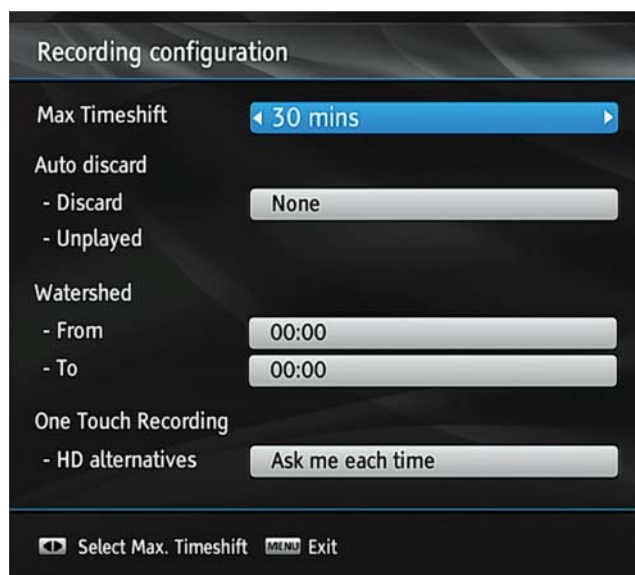 Recording configuration
Max Timeshift 30 mins
Auto discard
- Discard None
- Unplayed
Watershed
- From 00:00
- To 00:00
One Touch Recording
- HD alternatives Ask me each time
Select Max. Timeshift MENU Exit